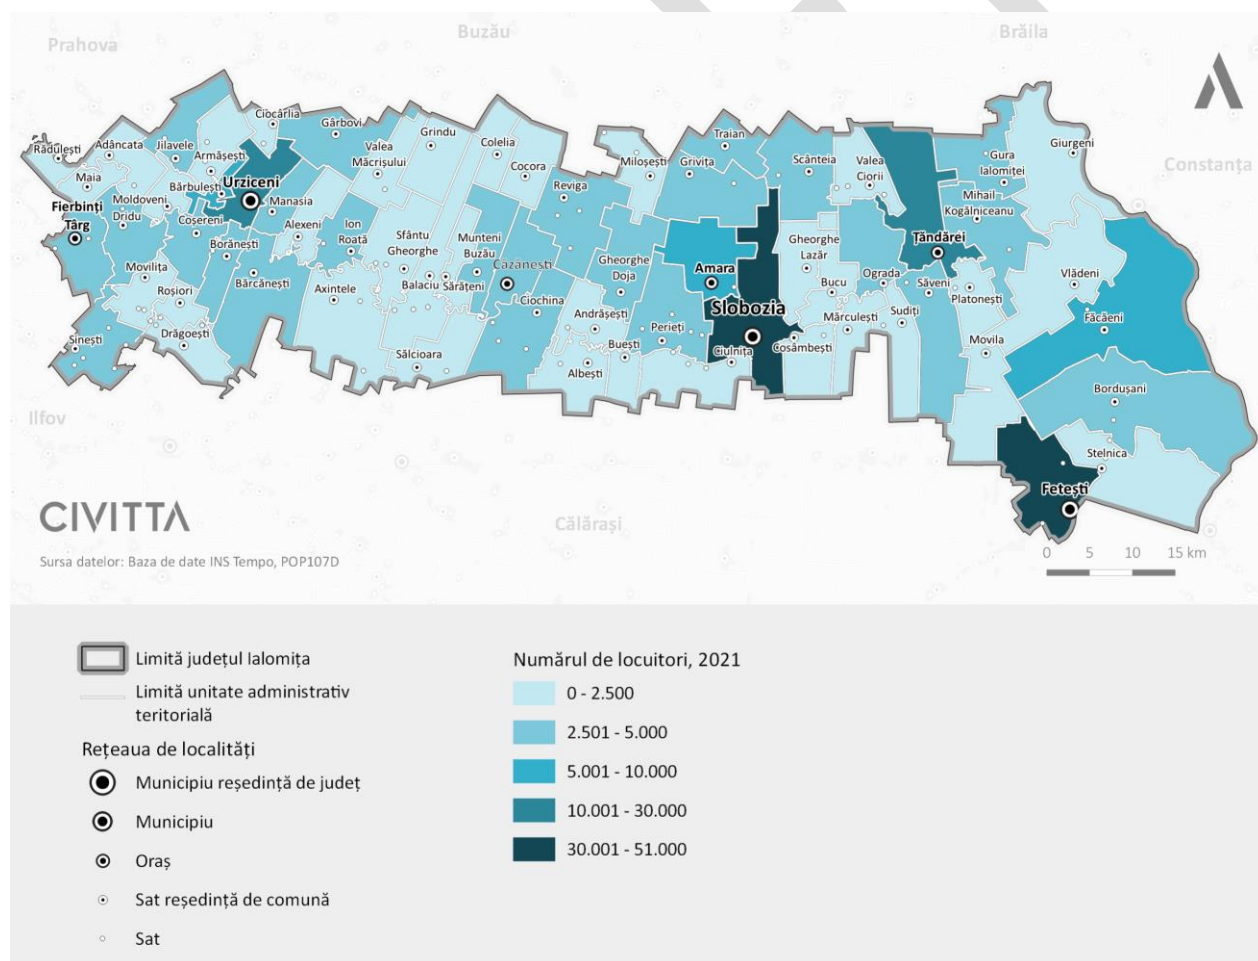 Buzău
Brăila
Prahova
Constanța
Ilfov
Călărași
Ciocârlia
Gârbovi
Grindu
Colelia
Traian
Giurgeni
Rădulești
Adâncata
Jilavele
Armășești
Valea
Măcrișului
Cocora
Miloșești
Grivița
Scânteia
Valea
Ciorii
Gura
Ialomiței
Maia
Bărbulești
Urziceni
Reviga
Mihail
Kogălniceanu
Fierbinți
Târg
Moldoveni
Dridu
Coșereni
Manasia
Alexeni
Ion
Roată
Borănești
Sfântu
Gheorghe
Munteni
Buzău
Gheorghe
Lazăr
Țăndărei
Movilița
Bărcănești
Cazanesti
Gheorghe
Doja
Amara
Bucu
Ograda
Săveni
Vlădeni
Roșiori
Axintele
Balaciu
Sărățeni
Ciochina
Platonești
Drăgoești
Andrășești
Slobozia
Mărculești
Sudiți
Făcăeni
Sinești
Perieți
Buești
Ciulnița
Cosâmbești
Movila
Sălcioara
Albești
Bordușani
Stelnica
Fetești
CIVITTA
Sursa datelor: Baza de date INS Tempo, POP107D
0 5 10 15 km
Limită județul Ialomița
Limită unitate administrativ
teritorială
Rețeaua de localități
Municipiu reședință de județ
Municipiu
Oraș
Sat reședință de comună
Sat
Numărul de locuitori, 2021
0 - 2.500
2.501 - 5.000
5.001 - 10.000
10.001 - 30.000
30.001 - 51.000